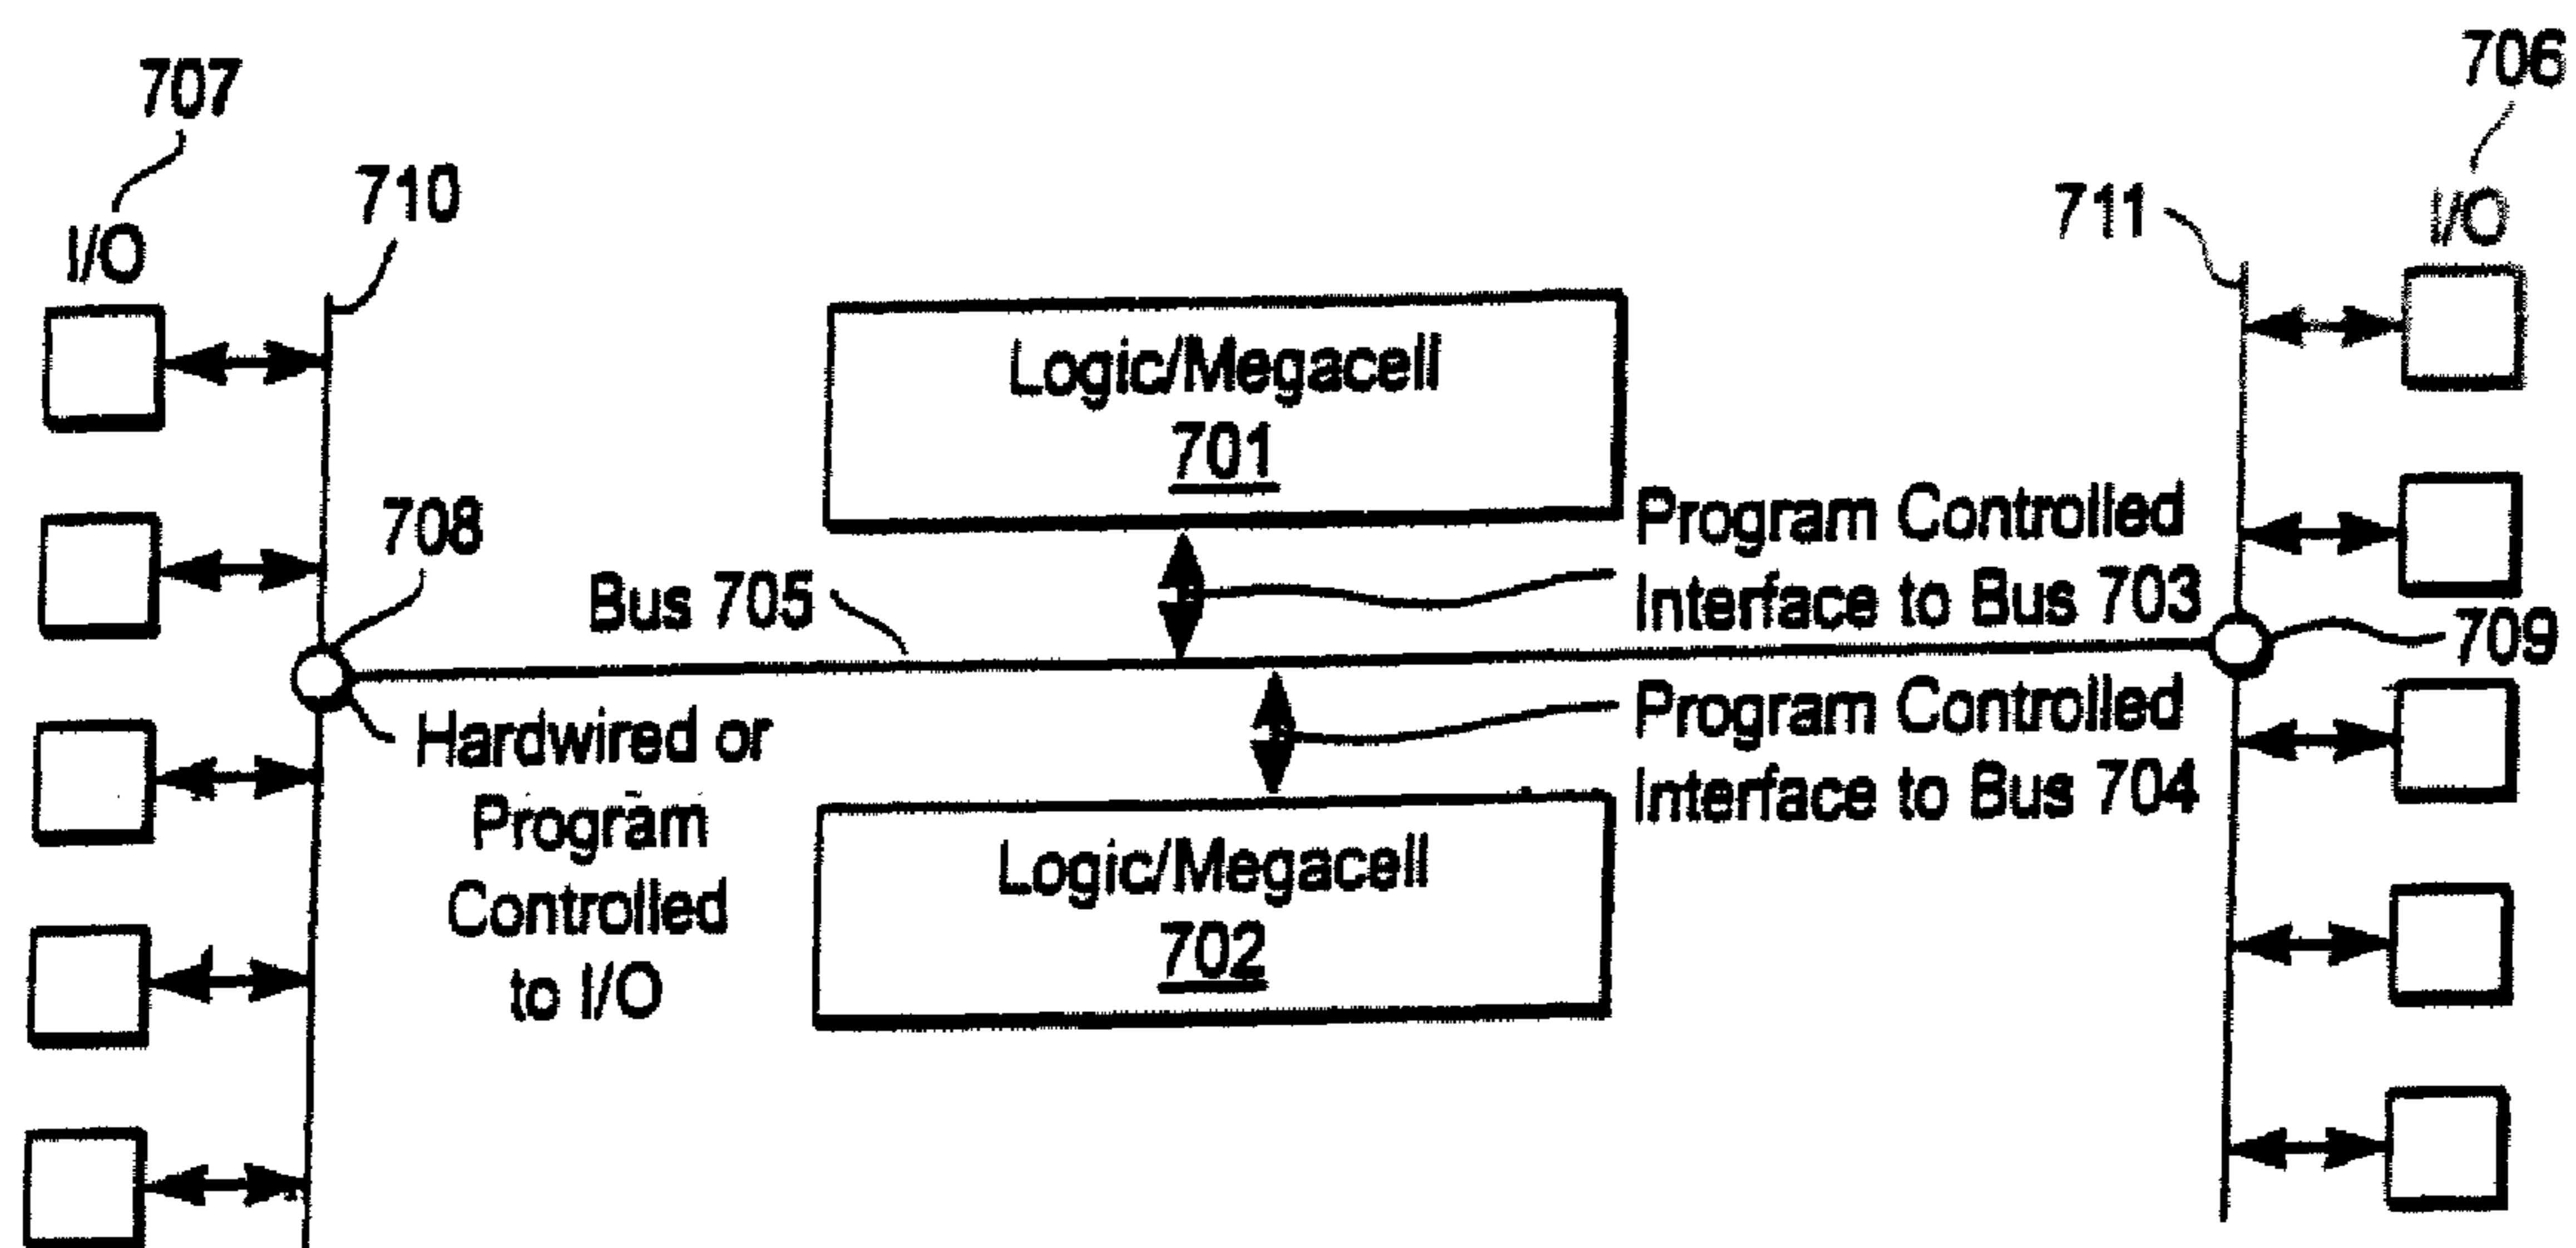 707
706
710
711
I/O
I/O
Logic/Megacell
701
708
Program Controlled
Interface to Bus 703
Bus 705
709
Hardwired or
Program
Controlled
to I/O
Program Controlled
Interface to Bus 704
Logic/Megacell
702